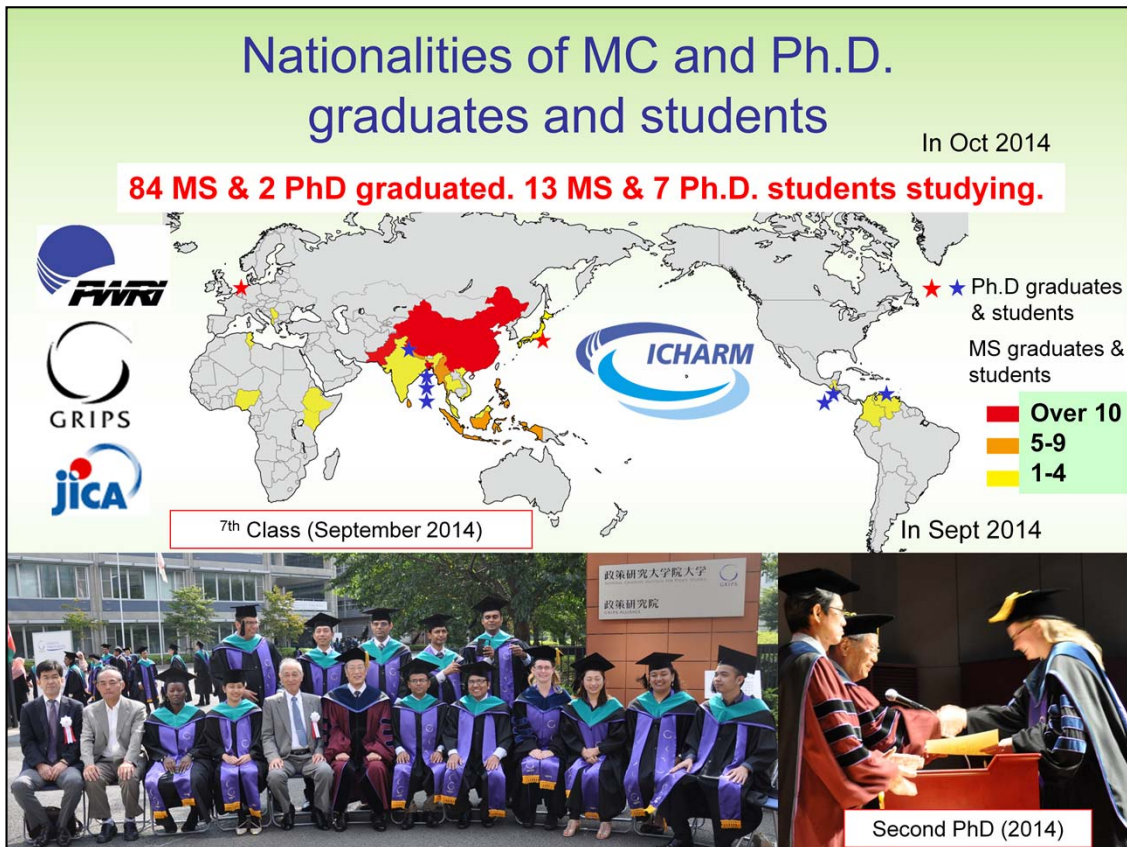 Nationalities of MC and Ph.D.
graduates and students
In Oct 2014
84 MS & 2 PhD graduated. 13 MS & 7 Ph.D. students studying.
PWRI
GRIPS
jICA
ICHARM
Ph.D graduates
& students
MS graduates &
students
Over 10
5-9
1-4
7th Class (September 2014)
In Sept 2014
政策研究大学院大学
政策研究院
GRIPS
Second PhD (2014)